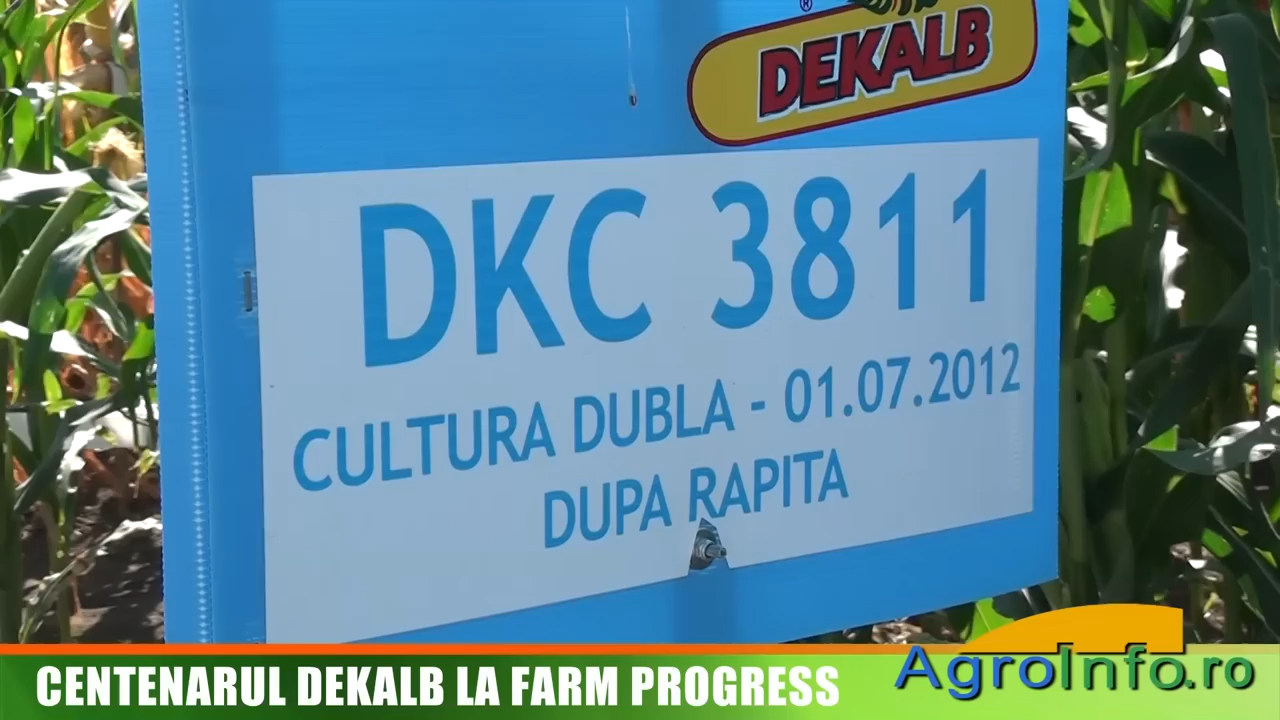 ® DEKALB
DKC 3811
CULTURA DUBLA - 01.07.2012
DUPA RAPITA
CENTENARUL DEKALB LA FARM PROGRESS
AgroInfo.ro